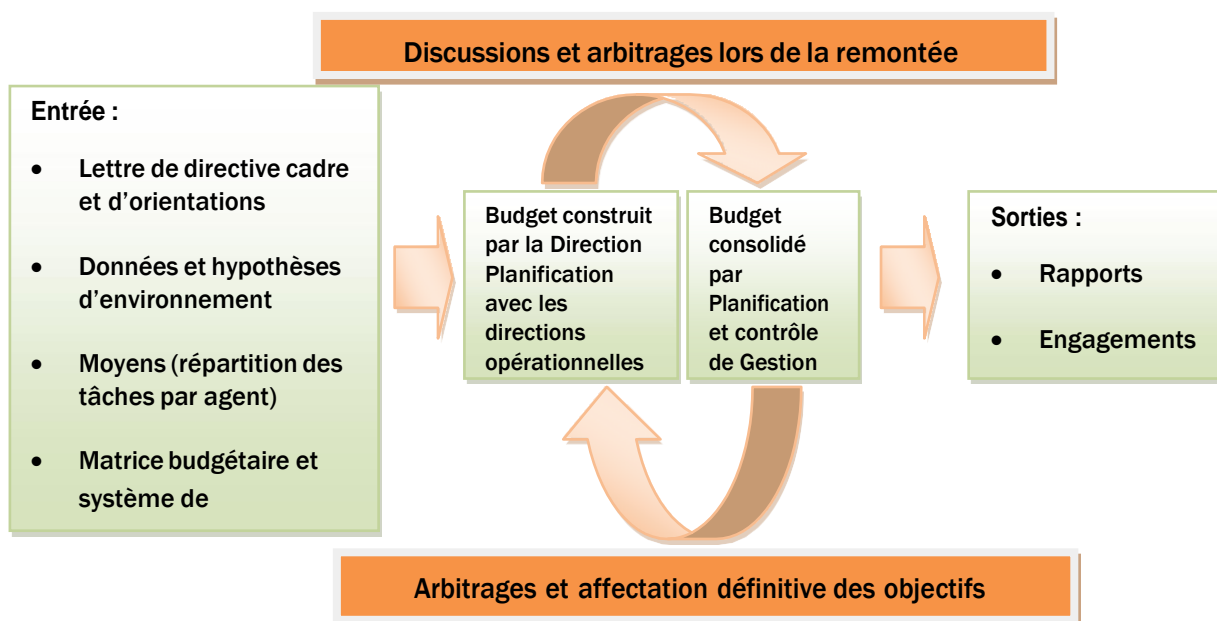 Discussions et arbitrages lors de la remontée
Entrée :
• Lettre de directive cadre
et d’orientations
• Données et hypothèses
d’environnement
• Moyens (répartition des
tâches par agent)
• Matrice budgétaire et
système de
Budget construit
par la Direction
Planification
avec les
directions
opérationnelles
Budget
consolidé
par
Planification
et contrôle
de Gestion
Sorties :
• Rapports
• Engagements
Arbitrages et affectation définitive des objectifs